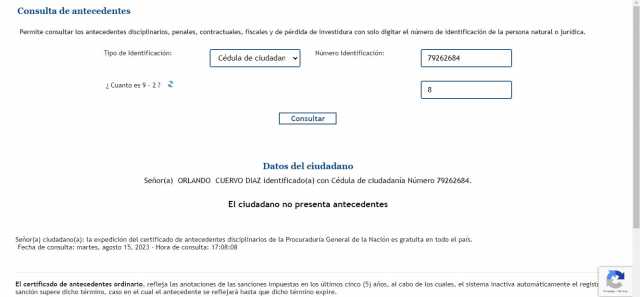 Consulta de antecedentes
Permite consultar los antecedentes disciplinarios, penales, contractuales, fiscales y de pérdida de investidura con solo digitar el número de identificación de la persona natural o jurídica.
Tipo de Identificación: Cédula de ciudadan Número Identificación: 79262684
¿ Cuanto es 9 - 2 ? 8
Consultar
Datos del ciudadano
Señor(a) ORLANDO CUERVO DIAZ identificado(a) con Cédula de ciudadanía Número 79262684.
El ciudadano no presenta antecedentes
Señor(a) ciudadano(a): la expedición del certificado de antecedentes disciplinarios de la Procuraduría General de la Nación es gratuita en todo el país.
Fecha de consulta: martes, agosto 15, 2023 - Hora de consulta: 17:08:08
El certificado de antecedentes ordinario, refleja las anotaciones de las sanciones impuestas en los últimos cinco (5) años, al cabo de los cuales, el sistema inactiva automáticamente el regist
sanción supere dicho término, caso en el cual el antecedente se reflejará hasta que dicho término expire.